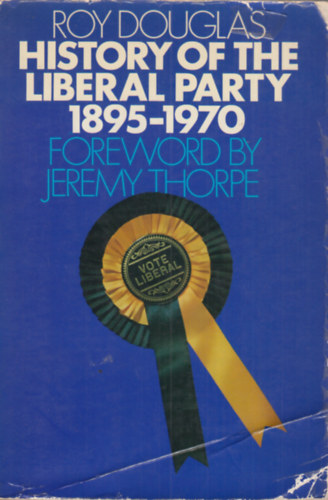 ROY DOUGLAS
HISTORY OF THE
LIBERAL PARTY
1895-1970
FOREWORD BY
JEREMY THORPE
VOTE
LIBERAL